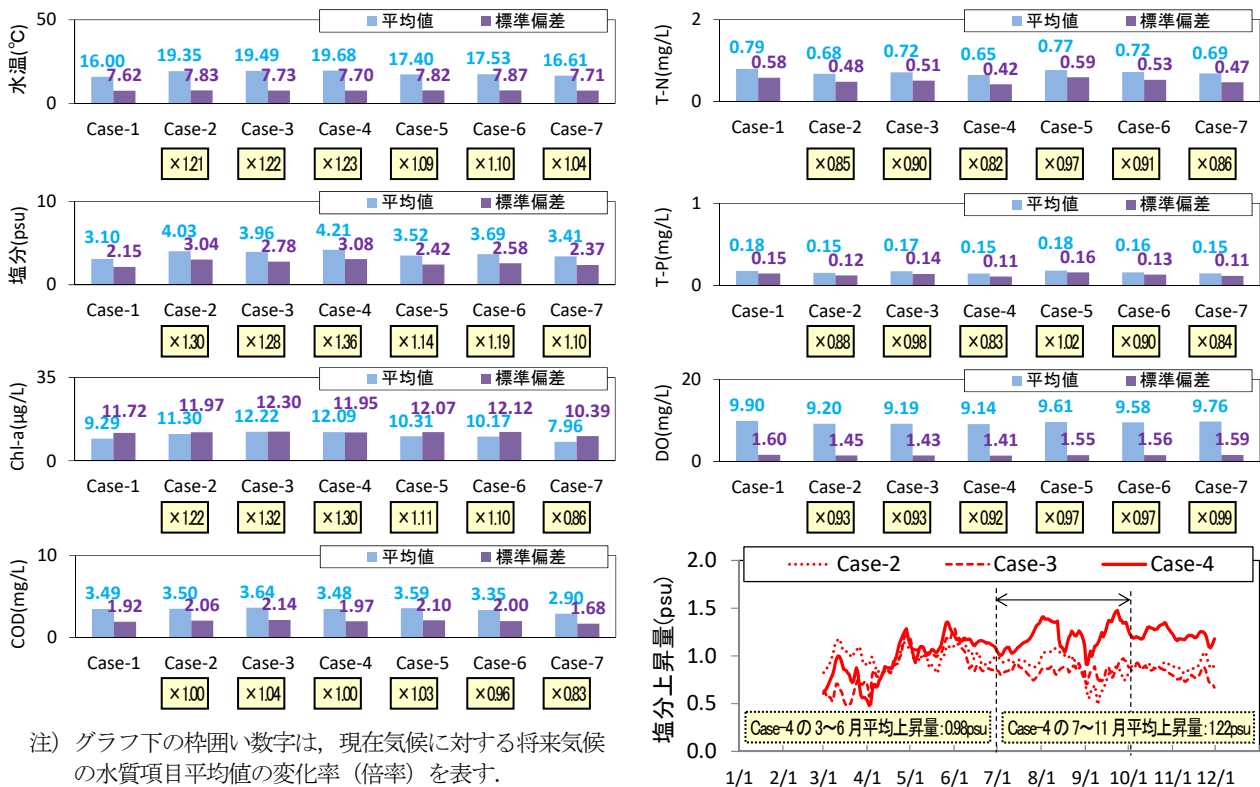 水温(℃)
50
0
平均値 標準偏差
16.00 19.35 19.49 19.68 17.40 17.53 16.61
7.62 7.83 7.73 7.70 7.82 7.87 7.71
Case-1 Case-2 Case-3 Case-4 Case-5 Case-6 Case-7
×1.21 ×1.22 ×1.23 ×1.09 ×1.10 ×1.04
塩分(psu)
10
0
平均値 標準偏差
3.10 4.03 3.96 4.21 3.52 3.69 3.41
2.15 3.04 2.78 3.08 2.42 2.58 2.37
Case-1 Case-2 Case-3 Case-4 Case-5 Case-6 Case-7
×1.30 ×1.28 ×1.36 ×1.14 ×1.19 ×1.10
Chl-a(μg/L)
35
0
平均値 標準偏差
11.72 11.97 12.30 11.95 12.07 12.12 10.39
9.29 11.30 12.22 12.09 10.31 10.17 7.96
Case-1 Case-2 Case-3 Case-4 Case-5 Case-6 Case-7
×1.22 ×1.32 ×1.30 ×1.11 ×1.10 ×0.86
COD(mg/L)
10
0
平均値 標準偏差
3.49 3.50 3.64 3.48 3.59 3.35 2.90
1.92 2.06 2.14 1.97 2.10 2.00 1.68
Case-1 Case-2 Case-3 Case-4 Case-5 Case-6 Case-7
×1.00 ×1.04 ×1.00 ×1.03 ×0.96 ×0.83
注) グラフ下の枠囲い数字は，現在気候に対する将来気候
の水質項目平均値の変化率（倍率）を表す．
T-N(mg/L)
2
0
平均値 標準偏差
0.79 0.68 0.72 0.65 0.77 0.72 0.69
0.58 0.48 0.51 0.42 0.59 0.53 0.47
Case-1 Case-2 Case-3 Case-4 Case-5 Case-6 Case-7
×0.85 ×0.90 ×0.82 ×0.97 ×0.91 ×0.86
T-P(mg/L)
1
0
平均値 標準偏差
0.18 0.15 0.17 0.15 0.18 0.16 0.15
0.15 0.12 0.14 0.11 0.16 0.13 0.11
Case-1 Case-2 Case-3 Case-4 Case-5 Case-6 Case-7
×0.88 ×0.98 ×0.83 ×1.02 ×0.90 ×0.84
DO(mg/L)
20
0
平均値 標準偏差
9.90 9.20 9.19 9.14 9.61 9.58 9.76
1.60 1.45 1.43 1.41 1.55 1.56 1.59
Case-1 Case-2 Case-3 Case-4 Case-5 Case-6 Case-7
×0.93 ×0.93 ×0.92 ×0.97 ×0.97 ×0.99
塩分上昇量(psu)
2.0
1.5
1.0
0.5
0.0
Case-2 Case-3 Case-4
Case-4 の 3～6 月平均上昇量:0.98psu
Case-4 の 7～11 月平均上昇量:1.22psu
1/1 2/1 3/1 4/1 5/1 6/1 7/1 8/1 9/1 10/1 11/1 12/1